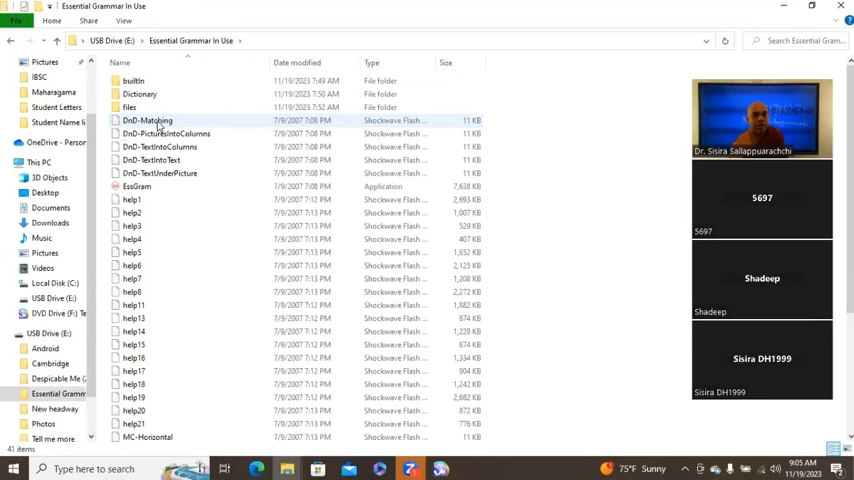 Essential Grammar In Use
File Home Share View
USB Drive (E:) > Essential Grammar In Use >
Search Essential Gram...
Name Date modified Type Size
Pictures
IBSC
Maharagama
Student Letters
Student Name li
OneDrive - Person
This PC
3D Objects
Desktop
Documents
Downloads
Music
Pictures
Videos
Local Disk (C:)
USB Drive (E:)
DVD Drive (F:) Te
USB Drive (E:)
Android
Cambridge
Despicable Me (
Essential Gramm
New headway
Photos
Tell me more
builtIn 11/19/2023 7:49 AM File folder
Dictionary 11/19/2023 7:50 AM File folder
files 11/19/2023 7:52 AM File folder
DnD-Matching 7/9/2007 7:08 PM Shockwave Flash ... 11 KB
DnD-PicturesIntoColumns 7/9/2007 7:08 PM Shockwave Flash ... 11 KB
DnD-TextIntoColumns 7/9/2007 7:08 PM Shockwave Flash ... 11 KB
DnD-TextIntoText 7/9/2007 7:08 PM Shockwave Flash ... 11 KB
DnD-TextUnderPicture 7/9/2007 7:08 PM Shockwave Flash ... 11 KB
EssGram 7/9/2007 7:08 PM Application 7,638 KB
help1 7/9/2007 7:12 PM Shockwave Flash ... 2,693 KB
help2 7/9/2007 7:13 PM Shockwave Flash ... 1,007 KB
help3 7/9/2007 7:13 PM Shockwave Flash ... 529 KB
help4 7/9/2007 7:13 PM Shockwave Flash ... 407 KB
help5 7/9/2007 7:13 PM Shockwave Flash ... 1,652 KB
help6 7/9/2007 7:13 PM Shockwave Flash ... 2,125 KB
help7 7/9/2007 7:13 PM Shockwave Flash ... 1,008 KB
help8 7/9/2007 7:13 PM Shockwave Flash ... 2,272 KB
help11 7/9/2007 7:12 PM Shockwave Flash ... 1,882 KB
help13 7/9/2007 7:12 PM Shockwave Flash ... 674 KB
help14 7/9/2007 7:12 PM Shockwave Flash ... 1,228 KB
help15 7/9/2007 7:12 PM Shockwave Flash ... 674 KB
help16 7/9/2007 7:12 PM Shockwave Flash ... 1,334 KB
help17 7/9/2007 7:12 PM Shockwave Flash ... 904 KB
help18 7/9/2007 7:12 PM Shockwave Flash ... 1,242 KB
help19 7/9/2007 7:12 PM Shockwave Flash ... 2,682 KB
help20 7/9/2007 7:13 PM Shockwave Flash ... 872 KB
help21 7/9/2007 7:13 PM Shockwave Flash ... 776 KB
MC-Horizontal 7/9/2007 7:08 PM Shockwave Flash ... 11 KB
41 items
Dr. Sisira Sallappuarachchi
5697
5697
Shadeep
Shadeep
Sisira DH1999
Sisira DH1999
Type here to search
75°F Sunny
9:05 AM
11/19/2023
2